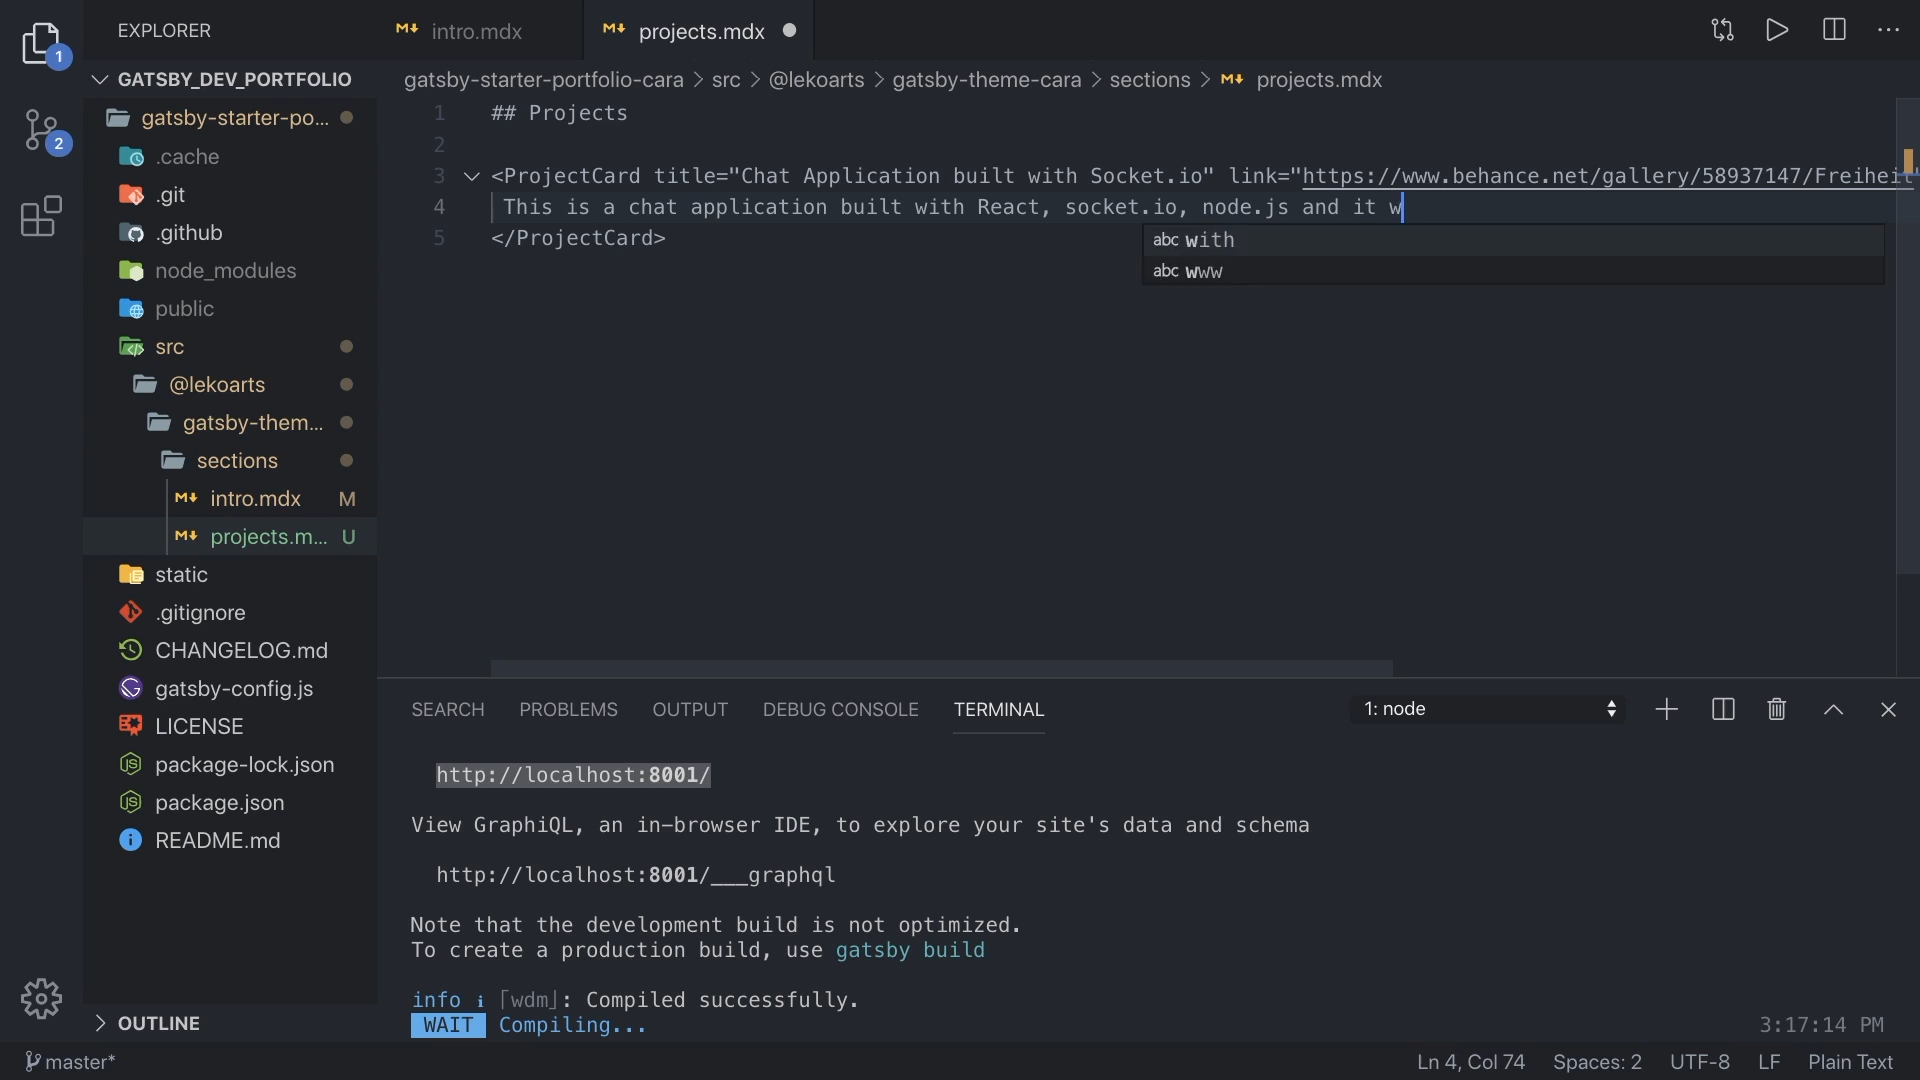 EXPLORER
intro.mdx
projects.mdx
1
GATSBY_DEV_PORTFOLIO
gatsby-starter-portfolio-cara > src > @lekoarts > gatsby-theme-cara > sections > projects.mdx
gatsby-starter-po...
.cache
.git
.github
node_modules
public
src
@lekoarts
gatsby-them...
sections
intro.mdx M
projects.m... U
static
.gitignore
CHANGELOG.md
gatsby-config.js
LICENSE
package-lock.json
package.json
README.md
OUTLINE
2
1 ## Projects
2
3 <ProjectCard title="Chat Application built with Socket.io" link="https://www.behance.net/gallery/58937147/Freiheit
4 This is a chat application built with React, socket.io, node.js and it w
5 </ProjectCard>
abc with
abc www
SEARCH PROBLEMS OUTPUT DEBUG CONSOLE TERMINAL 1: node
http://localhost:8001/
View GraphiQL, an in-browser IDE, to explore your site's data and schema
http://localhost:8001/___graphql
Note that the development build is not optimized.
To create a production build, use gatsby build
info i ⌈wdm⌋: Compiled successfully.
WAIT Compiling...
3:17:14 PM
master*
Ln 4, Col 74 Spaces: 2 UTF-8 LF Plain Text